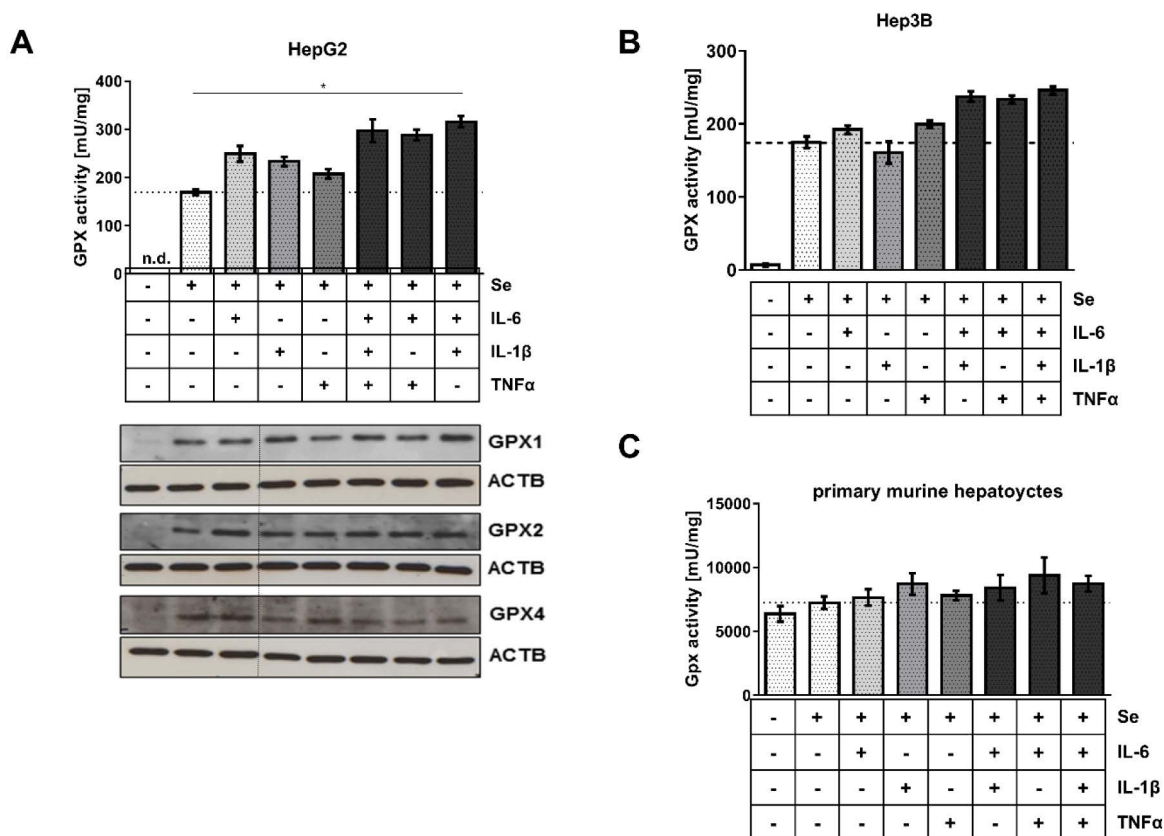 A
HepG2
GPX activity [mU/mg]
400
300
200
100
0
*
n.d.
- + + + + + + + Se
- - + - - + + + IL-6
- - - + - + - + IL-1β
- - - - + + + - TNFα
GPX1
ACTB
GPX2
ACTB
GPX4
ACTB
B
Hep3B
GPX activity [mU/mg]
300
200
100
0
- + + + + + + + Se
- - + - - + + + IL-6
- - - + - + - + IL-1β
- - - - + - + + TNFα
C
primary murine hepatoyctes
Gpx activity [mU/mg]
15000
10000
5000
0
- + + + + + + + Se
- - + - - + + + IL-6
- - - + - + - + IL-1β
- - - - + - + + TNFα